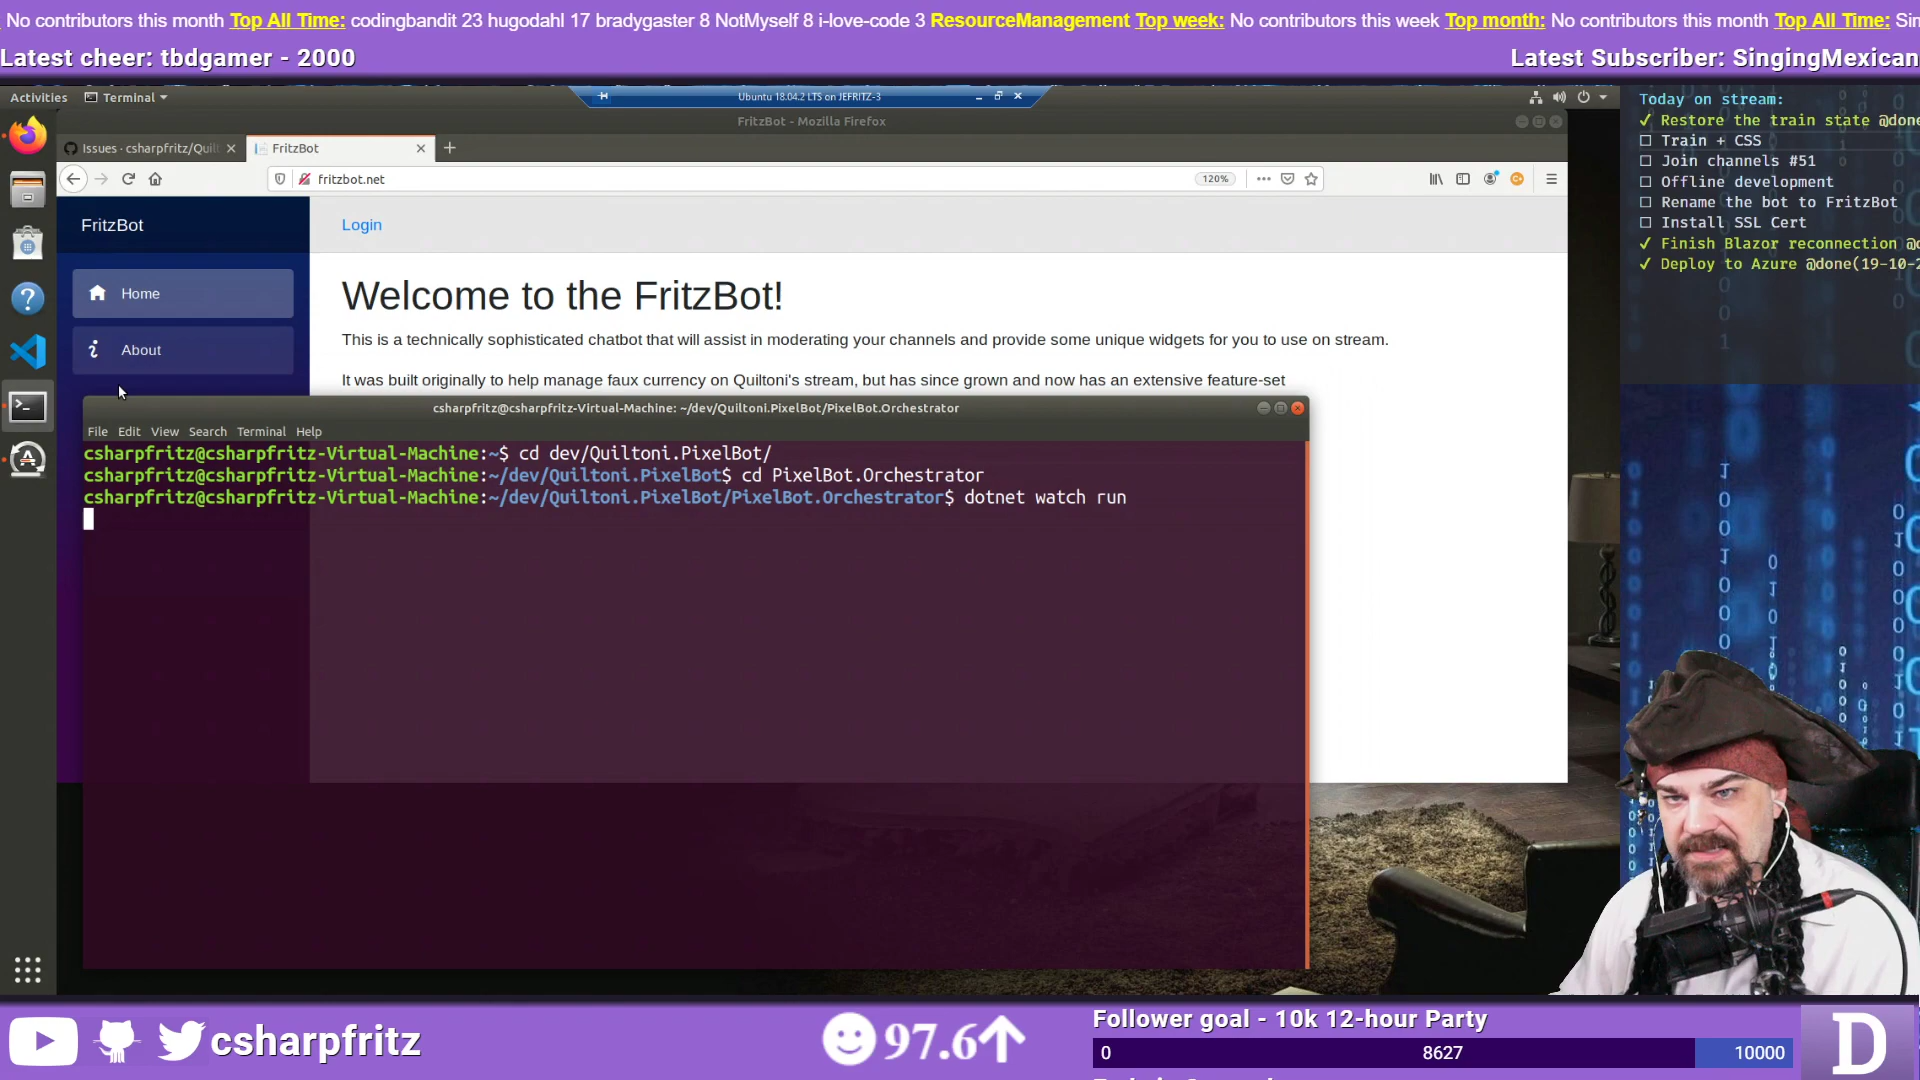 No contributors this month Top All Time: codingbandit 23 hugodahl 17 bradygaster 8 NotMyself 8 i-love-code 3 ResourceManagement Top week: No contributors this week Top month: No contributors this month Top All Time:
Latest cheer: tbdgamer - 2000
Latest Subscriber: SingingMexican
Activities
Terminal
Ubuntu 18.04.2 LTS on JEFRITZ-3
FritzBot - Mozilla Firefox
Issues · csharpfritz/Quilt
FritzBot
fritzbot.net
120%
FritzBot
Login
Home
About
Welcome to the FritzBot!
This is a technically sophisticated chatbot that will assist in moderating your channels and provide some unique widgets for you to use on stream.
It was built originally to help manage faux currency on Quiltoni's stream, but has since grown and now has an extensive feature-set
csharpfritz@csharpfritz-Virtual-Machine: ~/dev/Quiltoni.PixelBot/PixelBot.Orchestrator
File Edit View Search Terminal Help
csharpfritz@csharpfritz-Virtual-Machine:~$ cd dev/Quiltoni.PixelBot/
csharpfritz@csharpfritz-Virtual-Machine:~/dev/Quiltoni.PixelBot$ cd PixelBot.Orchestrator
csharpfritz@csharpfritz-Virtual-Machine:~/dev/Quiltoni.PixelBot/PixelBot.Orchestrator$ dotnet watch run
Today on stream:
✓ Restore the train state @done
☐ Train + CSS
☐ Join channels #51
☐ Offline development
☐ Rename the bot to FritzBot
☐ Install SSL Cert
✓ Finish Blazor reconnection @d
✓ Deploy to Azure @done(19-10-2
csharpfritz
97.6
Follower goal - 10k 12-hour Party
0 8627 10000
D